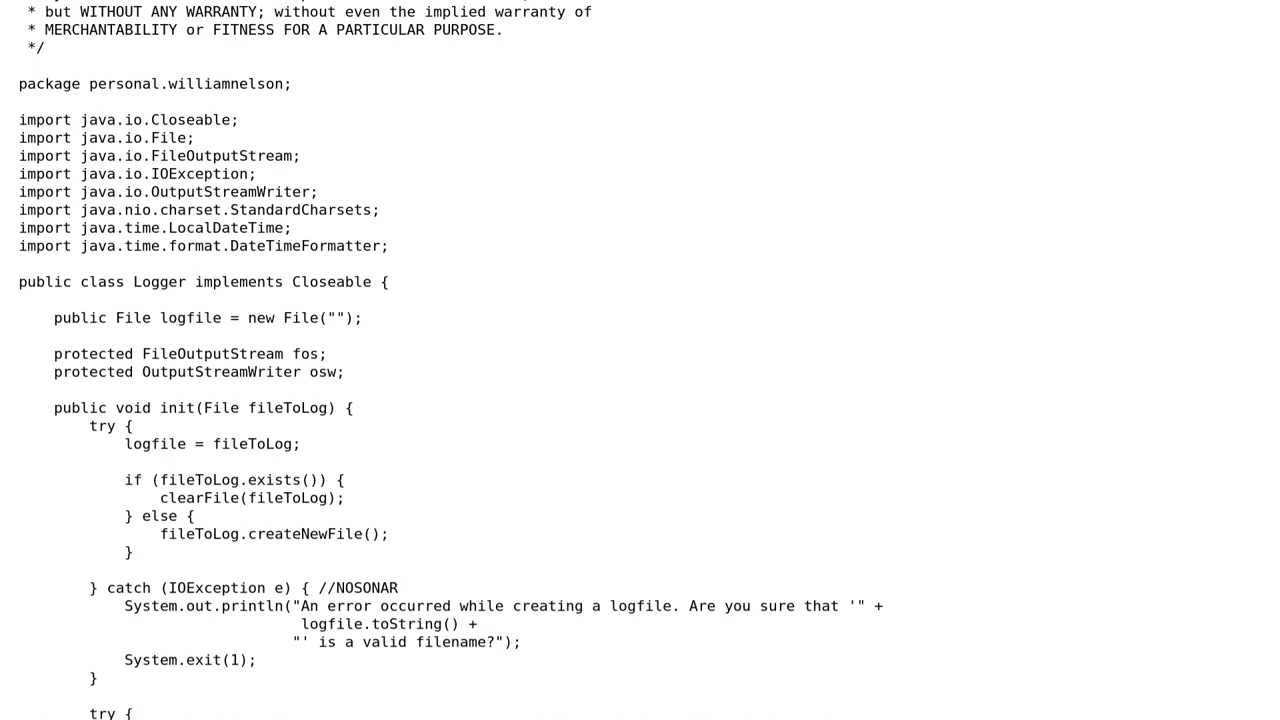 * but WITHOUT ANY WARRANTY; without even the implied warranty of
 * MERCHANTABILITY or FITNESS FOR A PARTICULAR PURPOSE.
 */

package personal.williamnelson;

import java.io.Closeable;
import java.io.File;
import java.io.FileOutputStream;
import java.io.IOException;
import java.io.OutputStreamWriter;
import java.nio.charset.StandardCharsets;
import java.time.LocalDateTime;
import java.time.format.DateTimeFormatter;

public class Logger implements Closeable {

    public File logfile = new File("");

    protected FileOutputStream fos;
    protected OutputStreamWriter osw;

    public void init(File fileToLog) {
        try {
            logfile = fileToLog;

            if (fileToLog.exists()) {
                clearFile(fileToLog);
            } else {
                fileToLog.createNewFile();
            }

        } catch (IOException e) { //NOSONAR
            System.out.println("An error occurred while creating a logfile. Are you sure that '" +
                                logfile.toString() +
                               "' is a valid filename?");
            System.exit(1);
        }

        try {